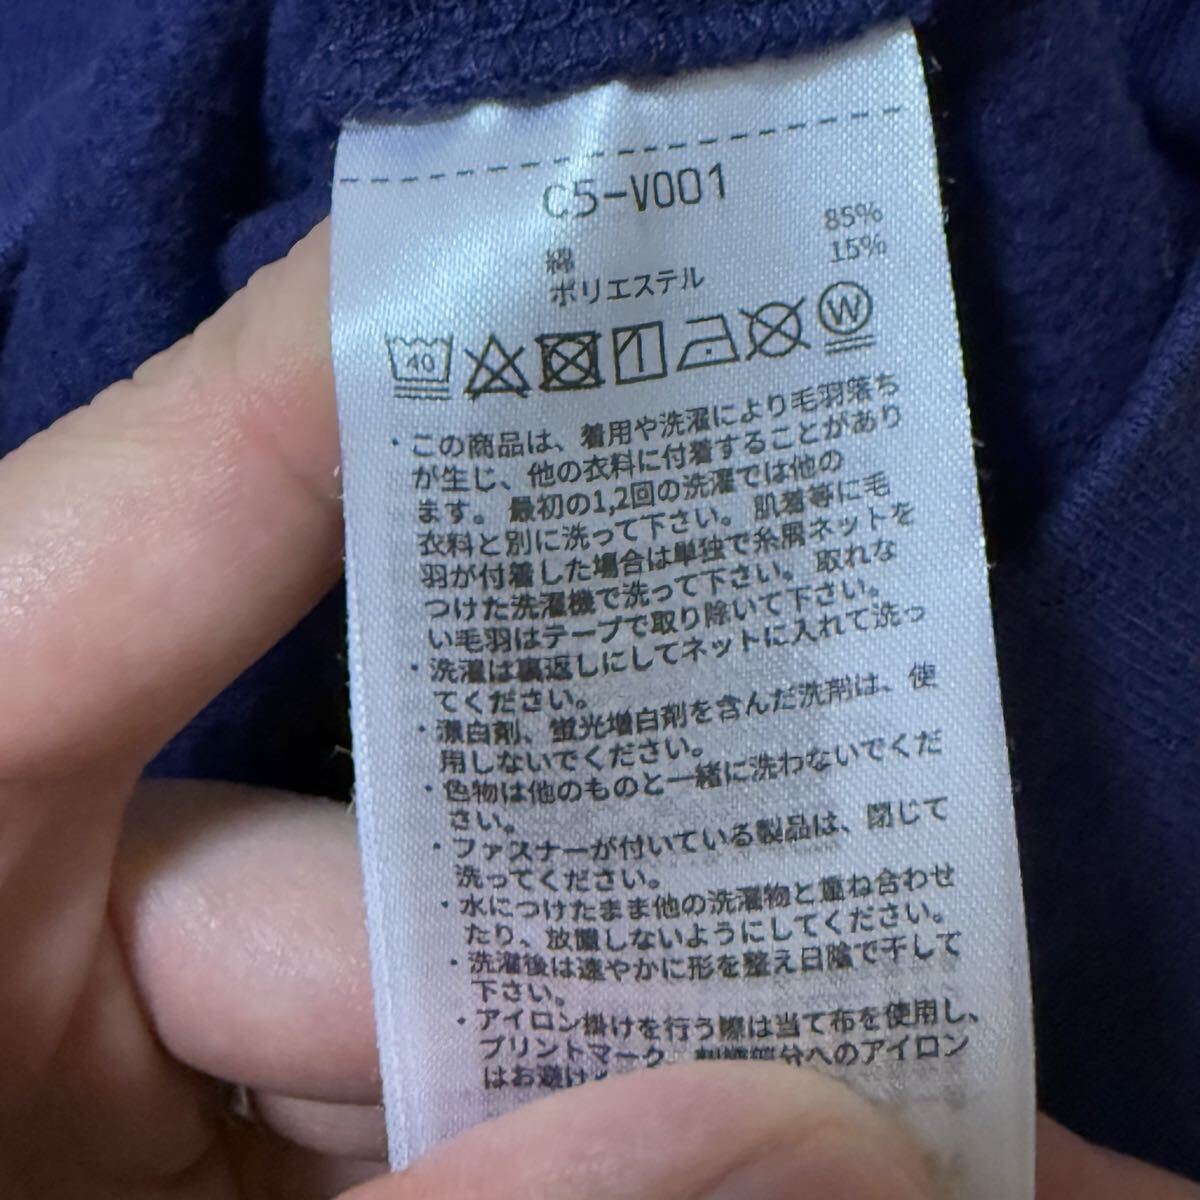 C5-V001
綿 85%
ポリエステル 15%
40 W
・この商品は、着用や洗濯により毛羽落ち
が生じ、他の衣料に付着することがあり
ます。最初の1,2回の洗濯では他の
衣料と別に洗って下さい。肌着等に毛
羽が付着した場合は単独で糸屑ネットを
つけた洗濯機で洗って下さい。取れな
い毛羽はテープで取り除いて下さい。
・洗濯は裏返しにしてネットに入れて洗っ
てください。
・漂白剤、蛍光増白剤を含んだ洗剤は、使
用しないでください。
・色物は他のものと一緒に洗わないでくだ
さい。
・ファスナーが付いている製品は、閉じて
洗ってください。
・水につけたまま他の洗濯物と重ね合わせ
たり、放置しないようにしてください。
・洗濯後は速やかに形を整え日陰で干して
下さい。
・アイロン掛けを行う際は当て布を使用し、
プリントマーク、刺繍部分へのアイロン
はお避け